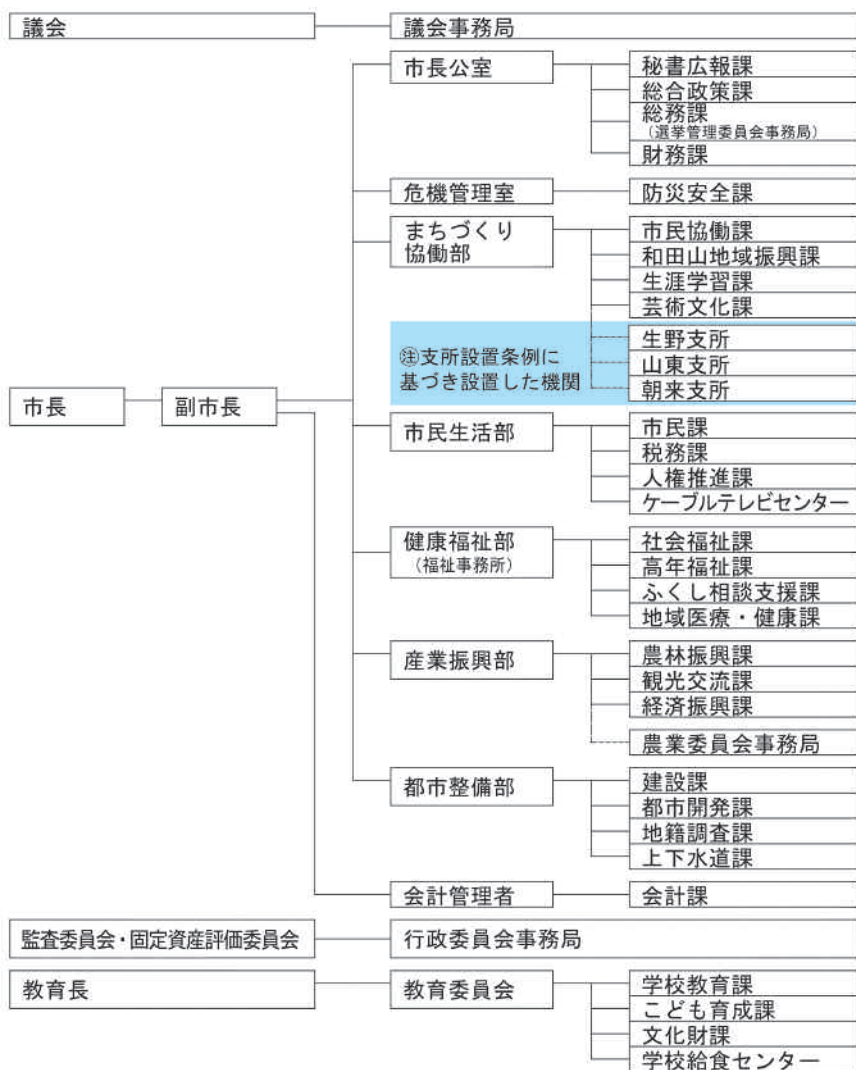 議会
議会事務局
市長公室
秘書広報課
総合政策課
総務課
（選挙管理委員会事務局）
財務課
危機管理室
防災安全課
まちづくり
協働部
市民協働課
和田山地域振興課
生涯学習課
芸術文化課
㊟支所設置条例に
基づき設置した機関
生野支所
山東支所
朝来支所
市長
副市長
市民生活部
市民課
税務課
人権推進課
ケーブルテレビセンター
健康福祉部
（福祉事務所）
社会福祉課
高年福祉課
ふくし相談支援課
地域医療・健康課
産業振興部
農林振興課
観光交流課
経済振興課
農業委員会事務局
都市整備部
建設課
都市開発課
地籍調査課
上下水道課
会計管理者
会計課
監査委員会・固定資産評価委員会
行政委員会事務局
教育長
教育委員会
学校教育課
こども育成課
文化財課
学校給食センター